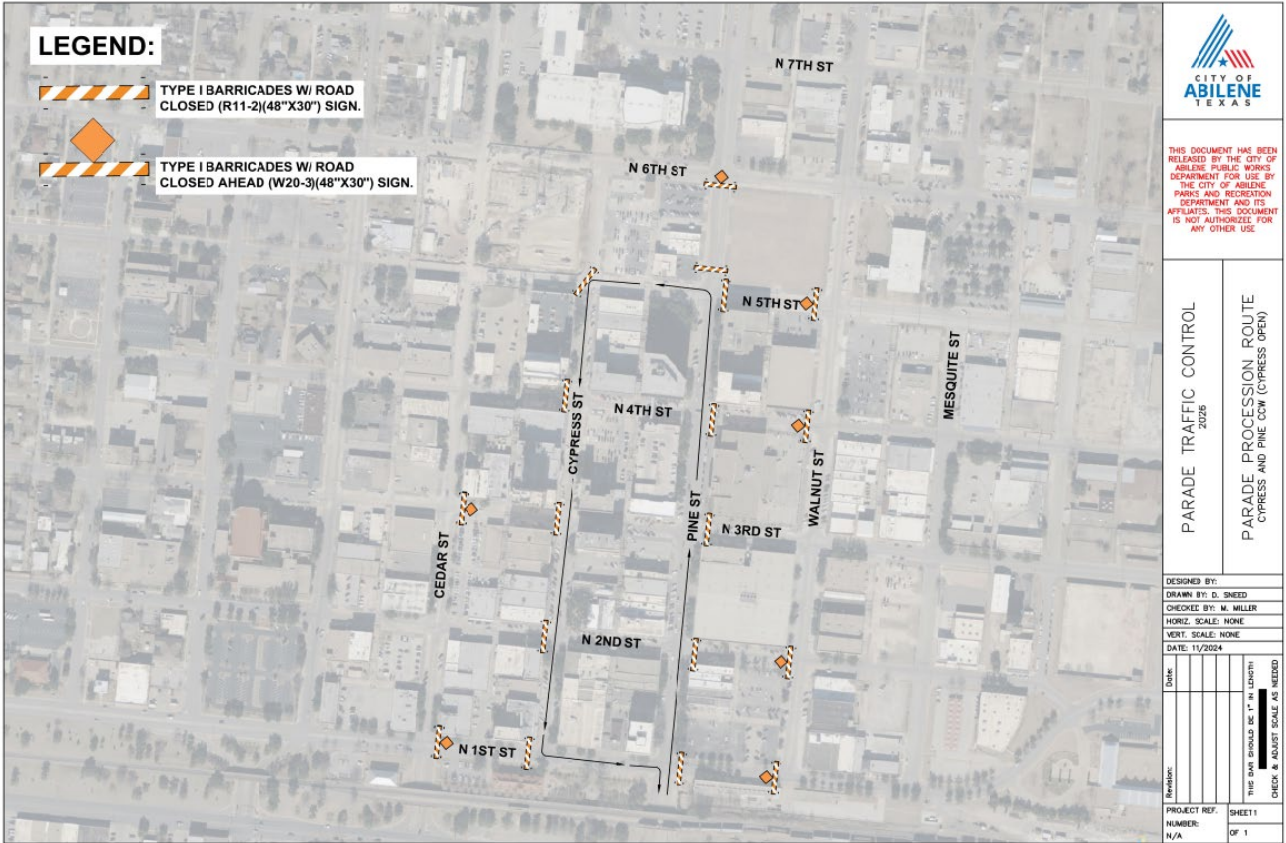 LEGEND:
TYPE I BARRICADES W/ ROAD
CLOSED (R11-2)(48"X30") SIGN.
TYPE I BARRICADES W/ ROAD
CLOSED AHEAD (W20-3)(48"X30") SIGN.
N 7TH ST
N 6TH ST
N 5TH ST
N 4TH ST
N 3RD ST
N 2ND ST
N 1ST ST
CEDAR ST
CYPRESS ST
PINE ST
WALNUT ST
MESQUITE ST
CITY OF
ABILENE
TEXAS
THIS DOCUMENT HAS BEEN
RELEASED BY THE CITY OF
ABILENE PUBLIC WORKS
DEPARTMENT FOR USE BY
THE CITY OF ABILENE
PARKS AND RECREATION
DEPARTMENT AND ITS
AFFILIATES. THIS DOCUMENT
IS NOT AUTHORIZED FOR
ANY OTHER USE
PARADE TRAFFIC CONTROL
2026
PARADE PROCESSION ROUTE
CYPRESS AND PINE CCW (CYPRESS OPEN)
DESIGNED BY:
DRAWN BY: D. SNEED
CHECKED BY: M. MILLER
HORIZ. SCALE: NONE
VERT. SCALE: NONE
DATE: 11/2024
Date:
Revision:
THIS BAR SHOULD BE 1" IN LENGTH
CHECK & ADJUST SCALE AS NEEDED
PROJECT REF.
NUMBER:
N/A
SHEET1
OF 1